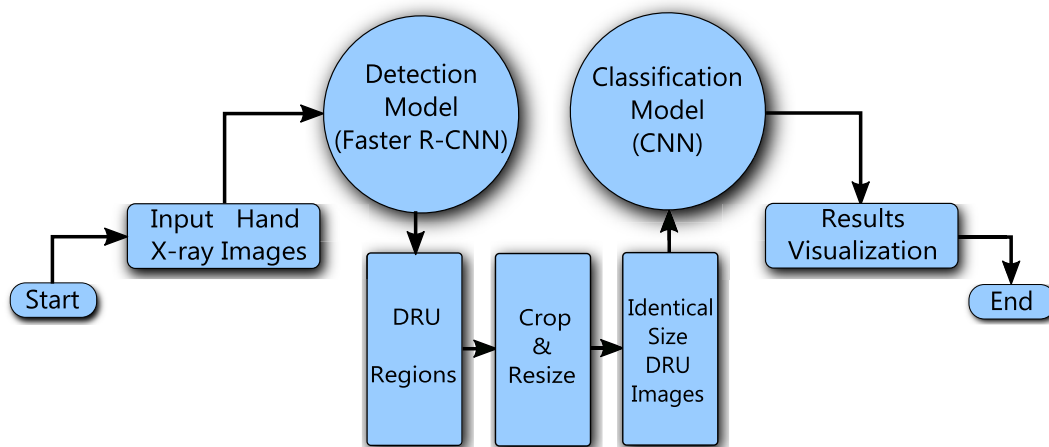 Start
Input Hand
X-ray Images
Detection
Model
(Faster R-CNN)
DRU
Regions
Crop
&
Resize
Identical
Size
DRU
Images
Classification
Model
(CNN)
Results
Visualization
End